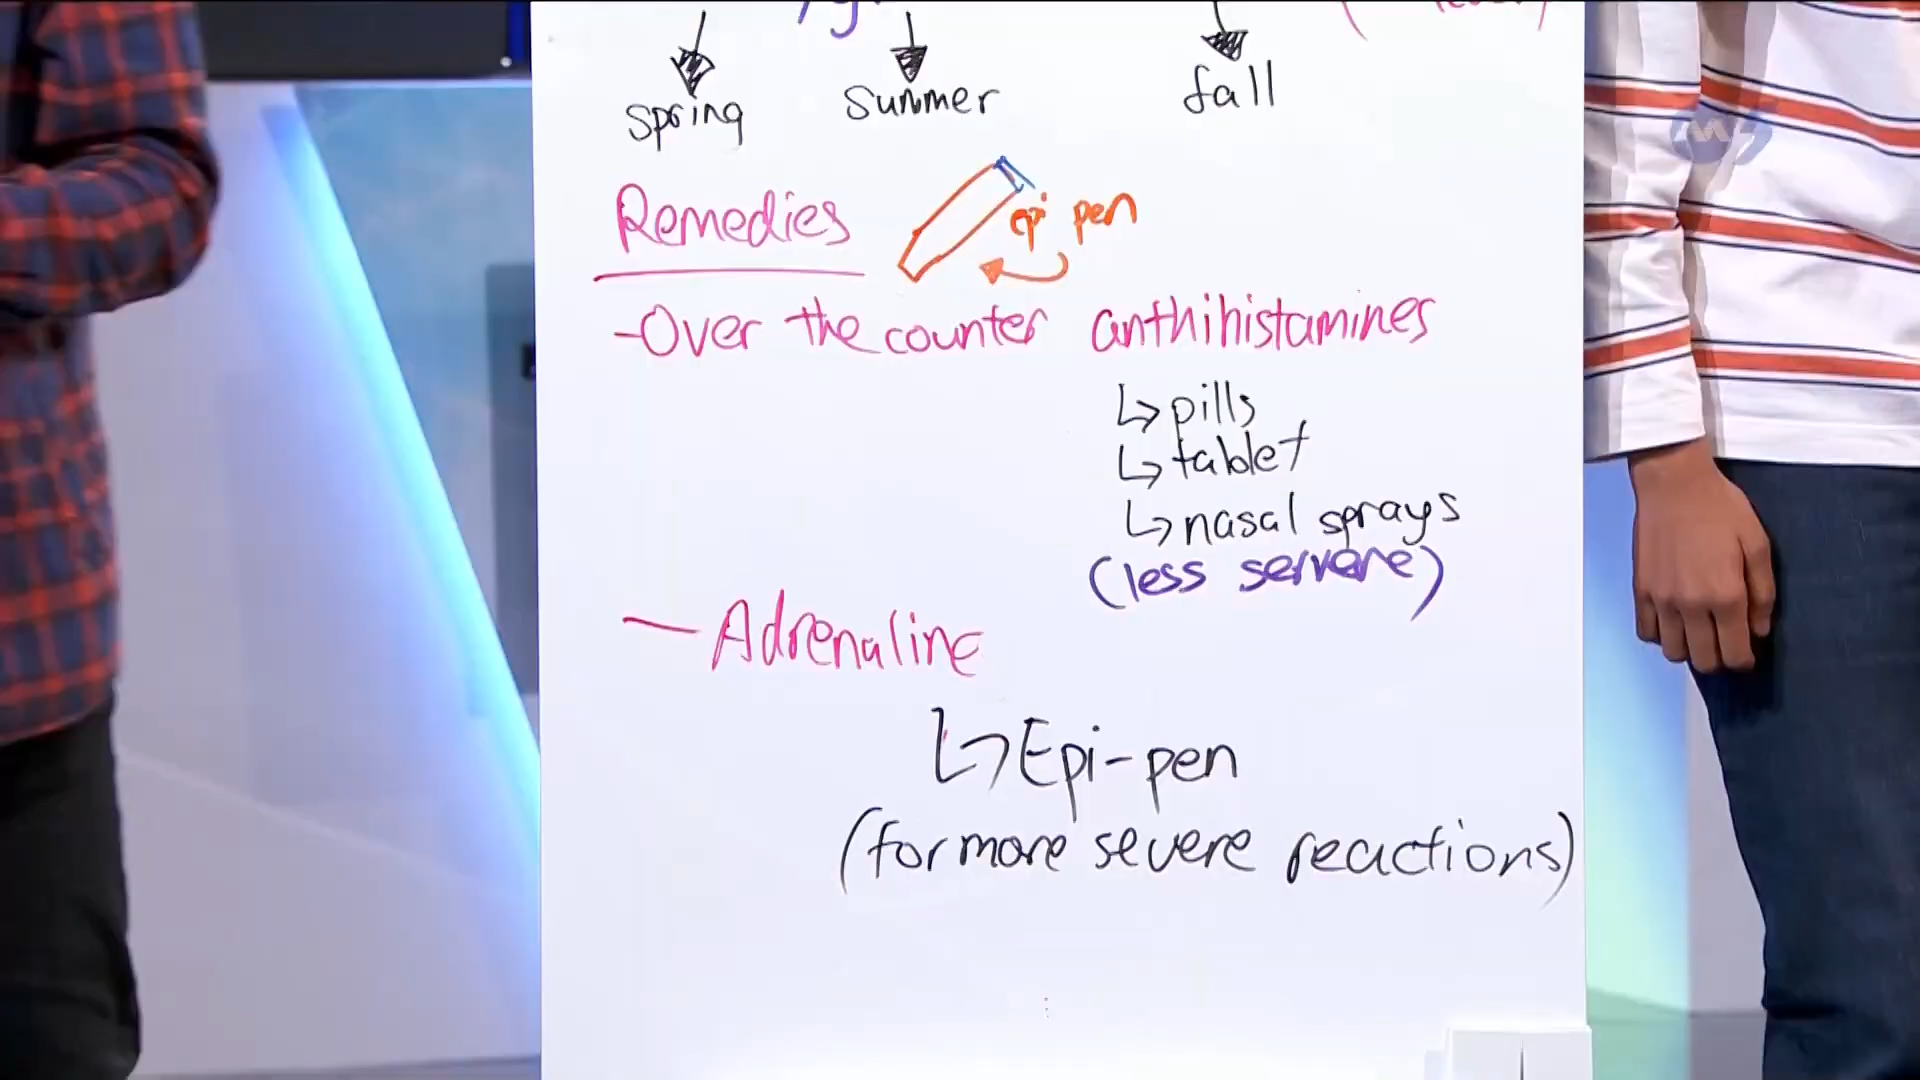 spring summer fall
Remedies
epi pen
-Over the counter anthihistamines
↳ pills
↳ tablet
↳ nasal sprays
(less servere)
- Adrenaline
↳ Epi-pen
(for more severe reactions)